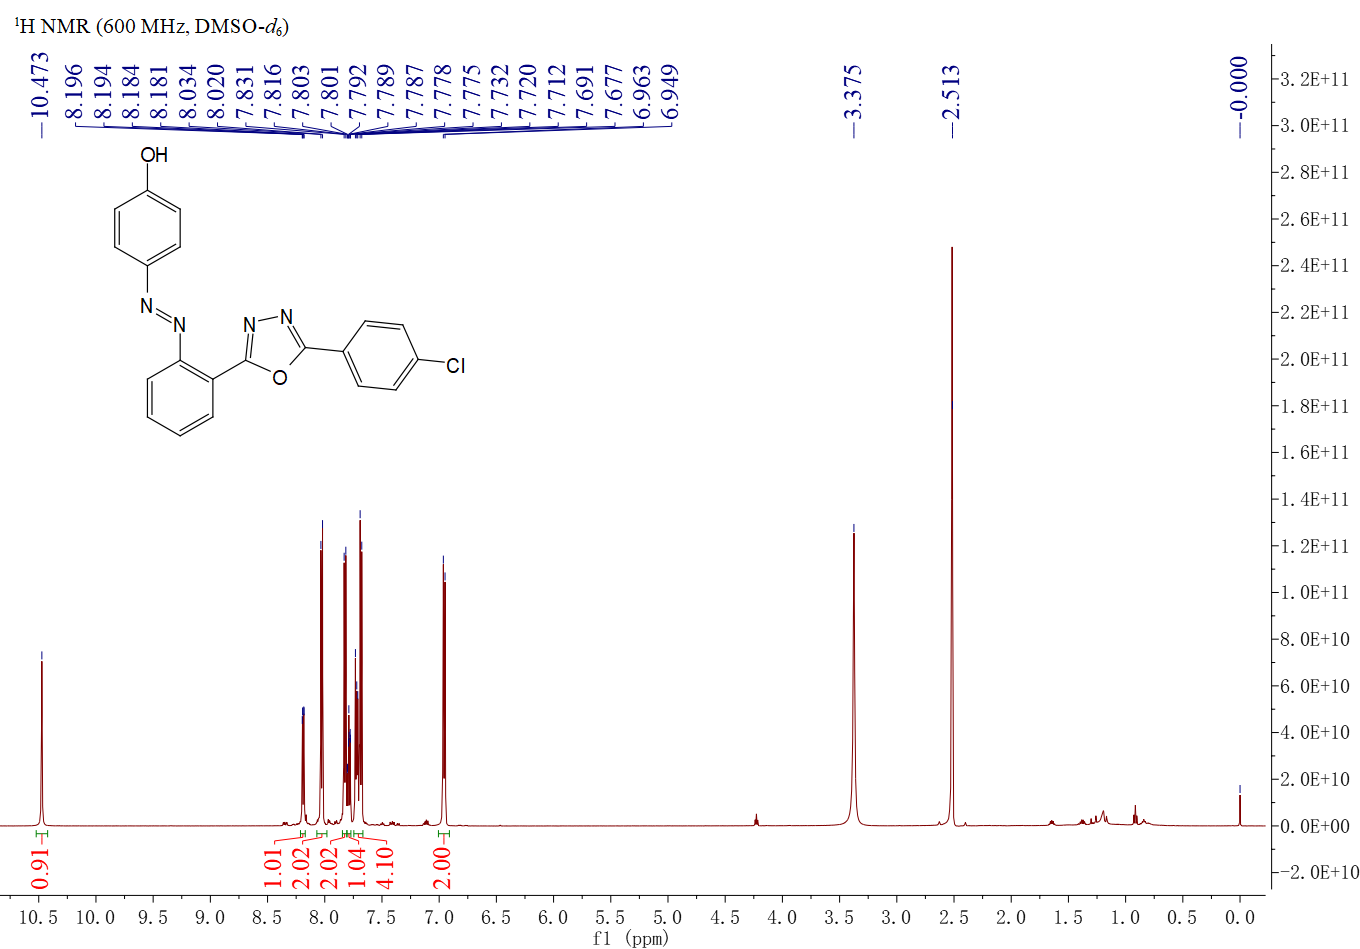 ¹H NMR (600 MHz, DMSO-d₆)
—10.473
8.196
8.194
8.184
8.181
8.034
8.020
7.831
7.816
7.803
7.801
7.792
7.789
7.787
7.778
7.775
7.732
7.720
7.712
7.691
7.677
6.963
6.949
—3.375
—2.513
—-0.000
OH
N
N
N
N
O
Cl
3.2E+11
3.0E+11
2.8E+11
2.6E+11
2.4E+11
2.2E+11
2.0E+11
1.8E+11
1.6E+11
1.4E+11
1.2E+11
1.0E+11
8.0E+10
6.0E+10
4.0E+10
2.0E+10
0.0E+00
-2.0E+10
0.91
1.01
2.02
2.02
1.04
4.10
2.00
10.5 10.0 9.5 9.0 8.5 8.0 7.5 7.0 6.5 6.0 5.5 5.0 4.5 4.0 3.5 3.0 2.5 2.0 1.5 1.0 0.5 0.0
f1 (ppm)